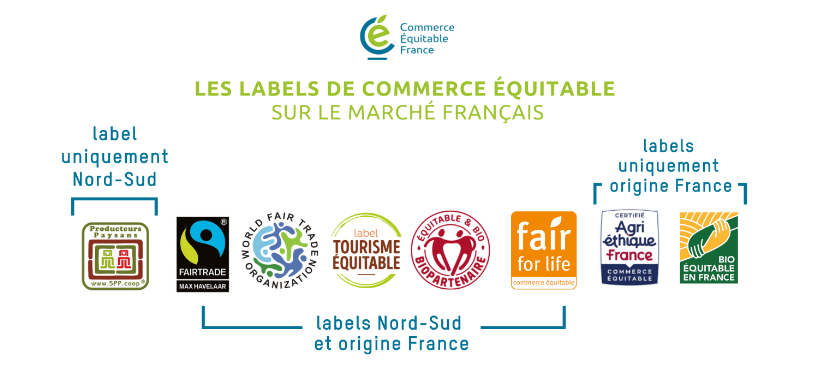 Commerce
Équitable
France
LES LABELS DE COMMERCE ÉQUITABLE
SUR LE MARCHÉ FRANÇAIS
label
uniquement
Nord-Sud
labels
uniquement
origine France
Producteurs
Paysans
www.SPP.coop®
®
FAIRTRADE
MAX HAVELAAR
WORLD FAIR TRADE
ORGANIZATION
label
TOURISME
ÉQUITABLE
ÉQUITABLE & BIO
BIOPARTENAIRE
fair
for life
commerce équitable
CERTIFIÉ
Agri
éthique
France
COMMERCE
ÉQUITABLE
BIO
ÉQUITABLE
EN FRANCE
labels Nord-Sud
et origine France